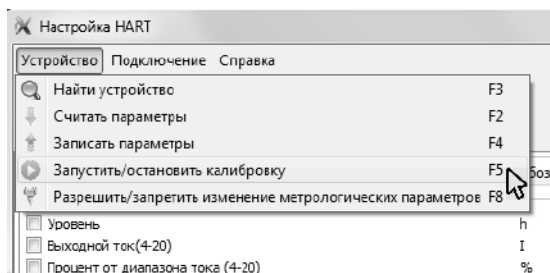 Настройка HART
Устройство Подключение Справка
Найти устройство F3
Считать параметры F2
Записать параметры F4
Запустить/остановить калибровку F5
Разрешить/запретить изменение метрологических параметров F8
Уровень h
Выходной ток(4-20) I
Процент от диапазона тока (4-20) %